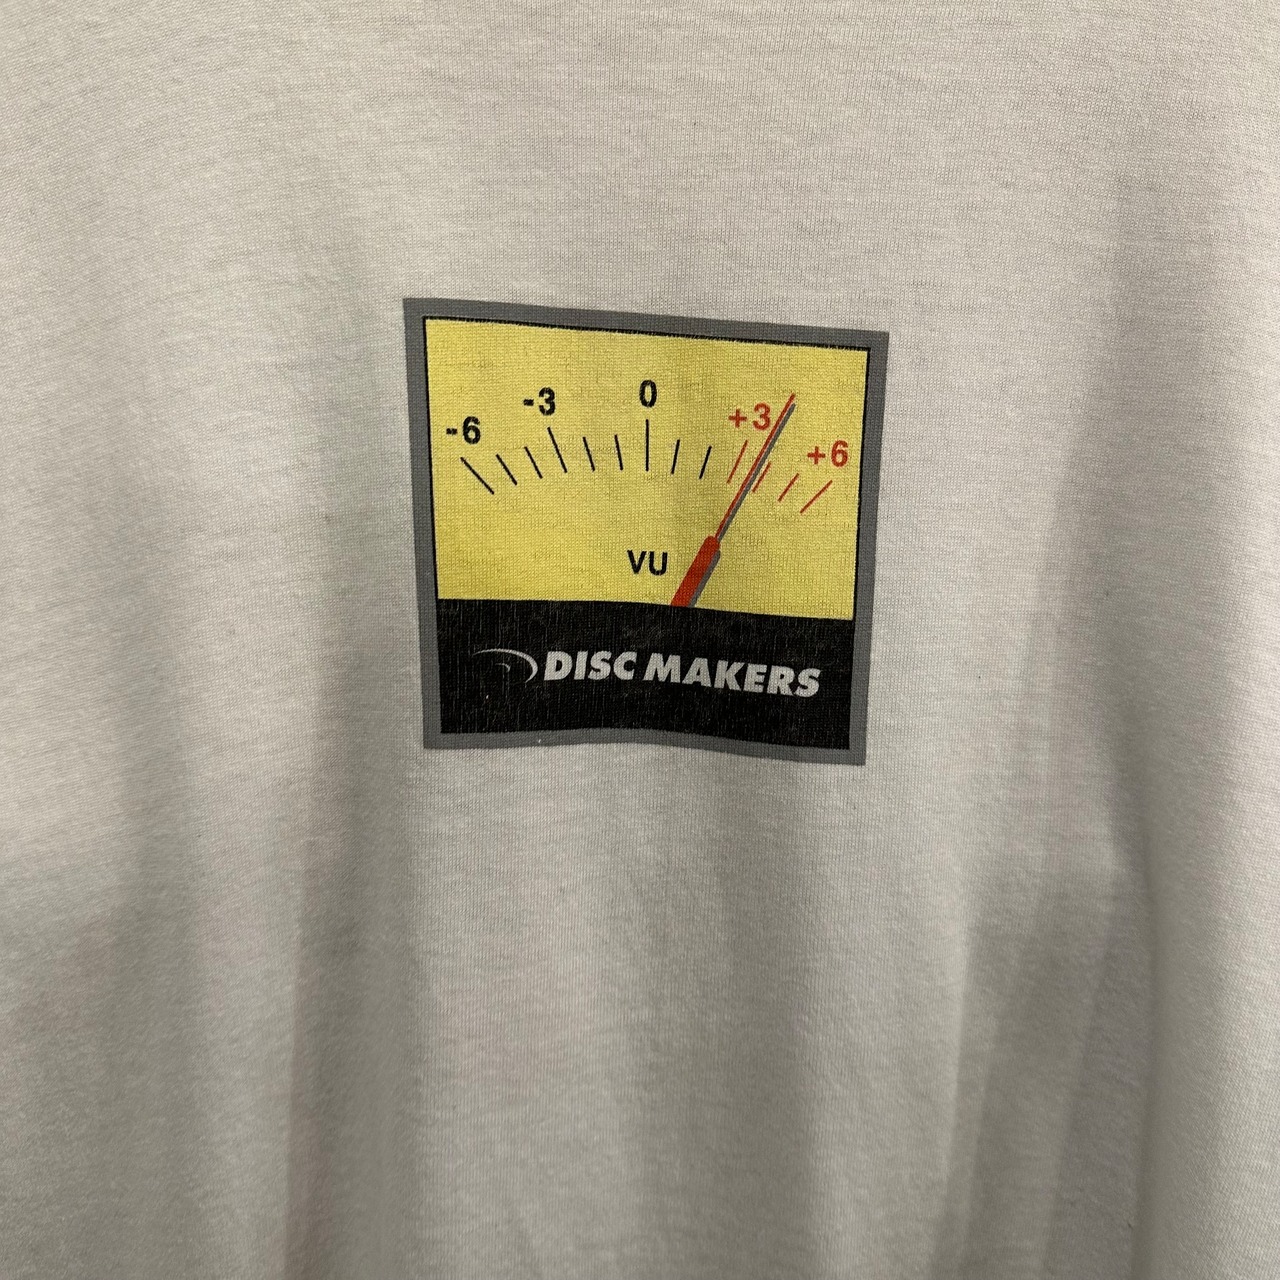 -6 -3 0 +3 +6
VU
DISC MAKERS